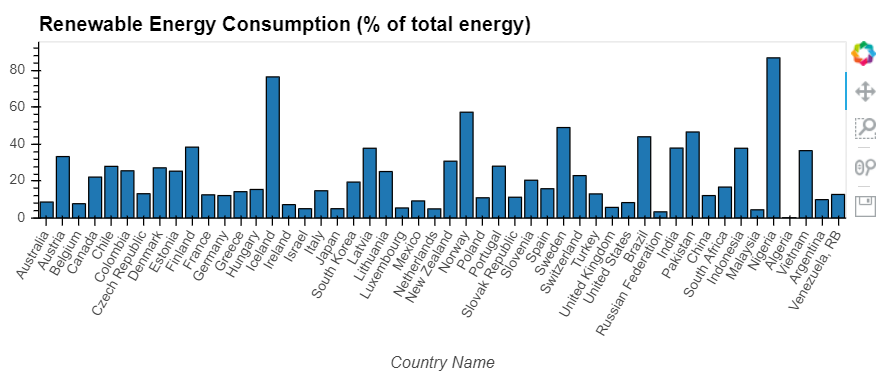 Renewable Energy Consumption (% of total energy)
80
60
40
20
0
Australia
Austria
Belgium
Canada
Chile
Colombia
Czech Republic
Denmark
Estonia
Finland
France
Germany
Greece
Hungary
Iceland
Ireland
Israel
Italy
Japan
South Korea
Latvia
Lithuania
Luxembourg
Mexico
Netherlands
New Zealand
Norway
Poland
Portugal
Slovak Republic
Slovenia
Spain
Sweden
Switzerland
Turkey
United Kingdom
United States
Brazil
Russian Federation
India
Pakistan
China
South Africa
Indonesia
Malaysia
Nigeria
Algeria
Vietnam
Argentina
Venezuela, RB
Country Name